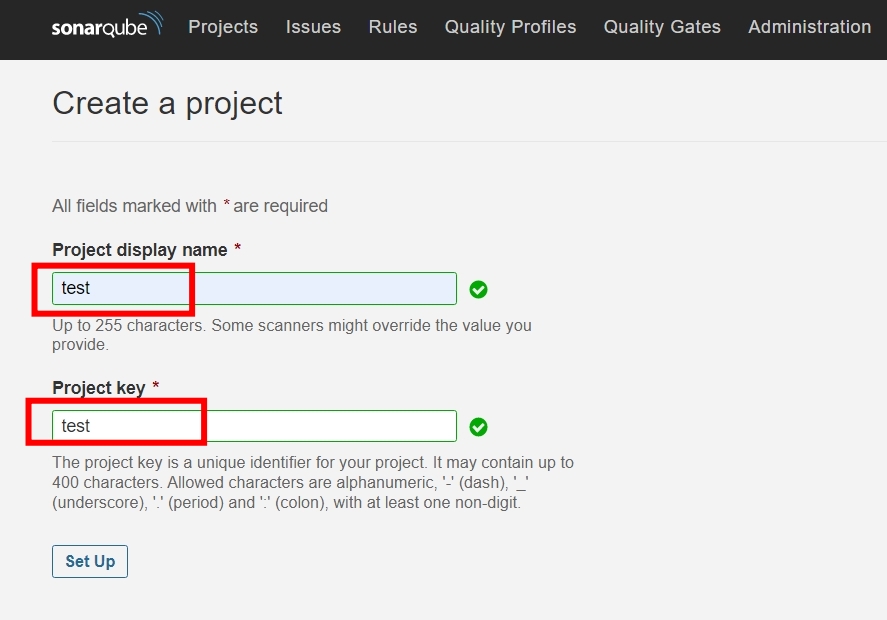 sonarqube Projects Issues Rules Quality Profiles Quality Gates Administration
Create a project
All fields marked with * are required
Project display name *
test
Up to 255 characters. Some scanners might override the value you
provide.
Project key *
test
The project key is a unique identifier for your project. It may contain up to
400 characters. Allowed characters are alphanumeric, '-' (dash), '_'
(underscore), '.' (period) and ':' (colon), with at least one non-digit.
Set Up